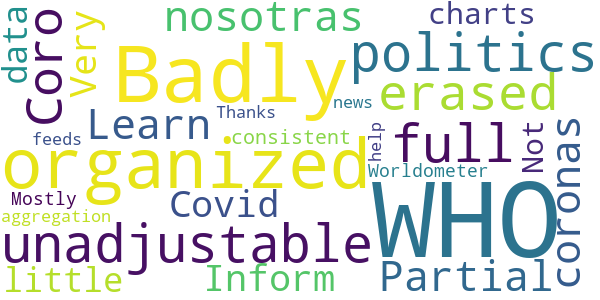 nosotras
charts
data
Coro
Very
Badly
politics
erased
Learn
Thanks
news
feeds
consistent
help
full
Not
coronas
organized
Worldometer
Mostly
aggregation
Covid
WHO
unadjustable
little
Inform
Partial